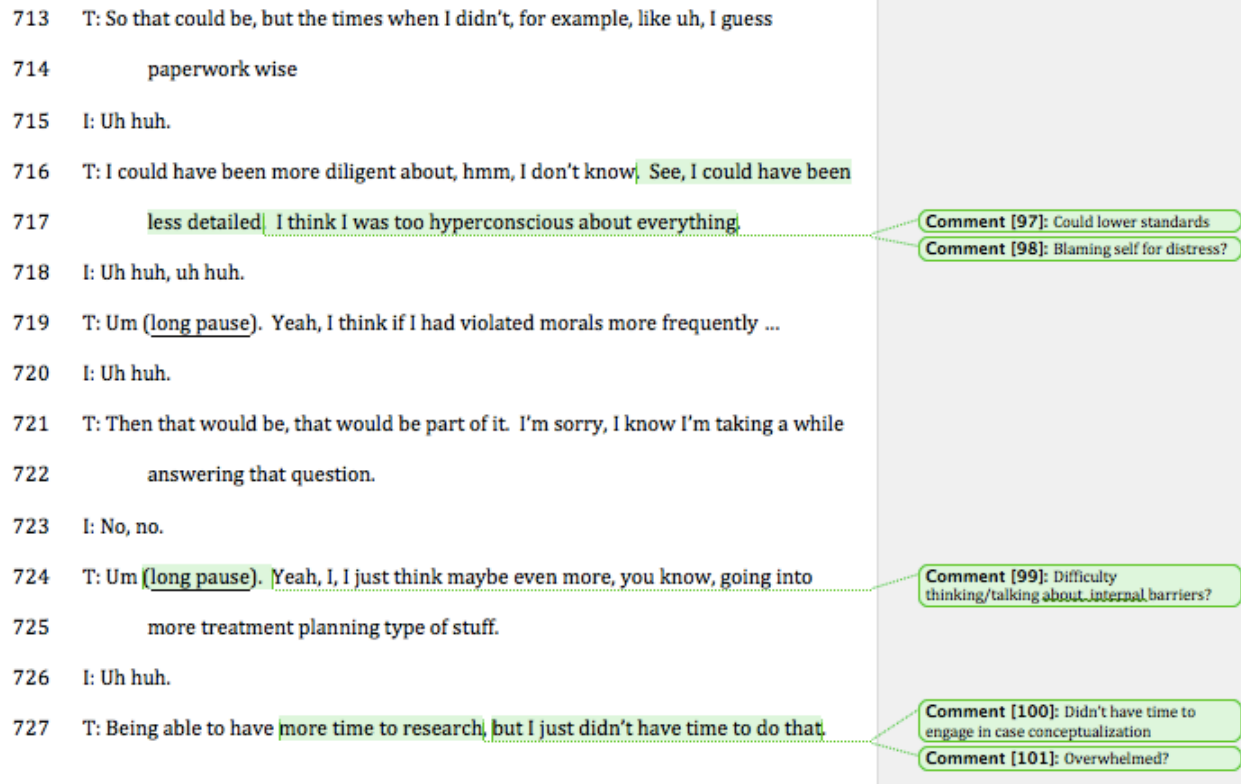 713 T: So that could be, but the times when I didn't, for example, like uh, I guess
714 paperwork wise
715 I: Uh huh.
716 T: I could have been more diligent about, hmm, I don't know. See, I could have been
717 less detailed. I think I was too hyperconscious about everything.
Comment [97]: Could lower standards
Comment [98]: Blaming self for distress?
718 I: Uh huh, uh huh.
719 T: Um (long pause). Yeah, I think if I had violated morals more frequently ...
720 I: Uh huh.
721 T: Then that would be, that would be part of it. I'm sorry, I know I'm taking a while
722 answering that question.
723 I: No, no.
724 T: Um (long pause). Yeah, I, I just think maybe even more, you know, going into
Comment [99]: Difficulty
thinking/talking about internal barriers?
725 more treatment planning type of stuff.
726 I: Uh huh.
727 T: Being able to have more time to research, but I just didn't have time to do that.
Comment [100]: Didn't have time to
engage in case conceptualization
Comment [101]: Overwhelmed?